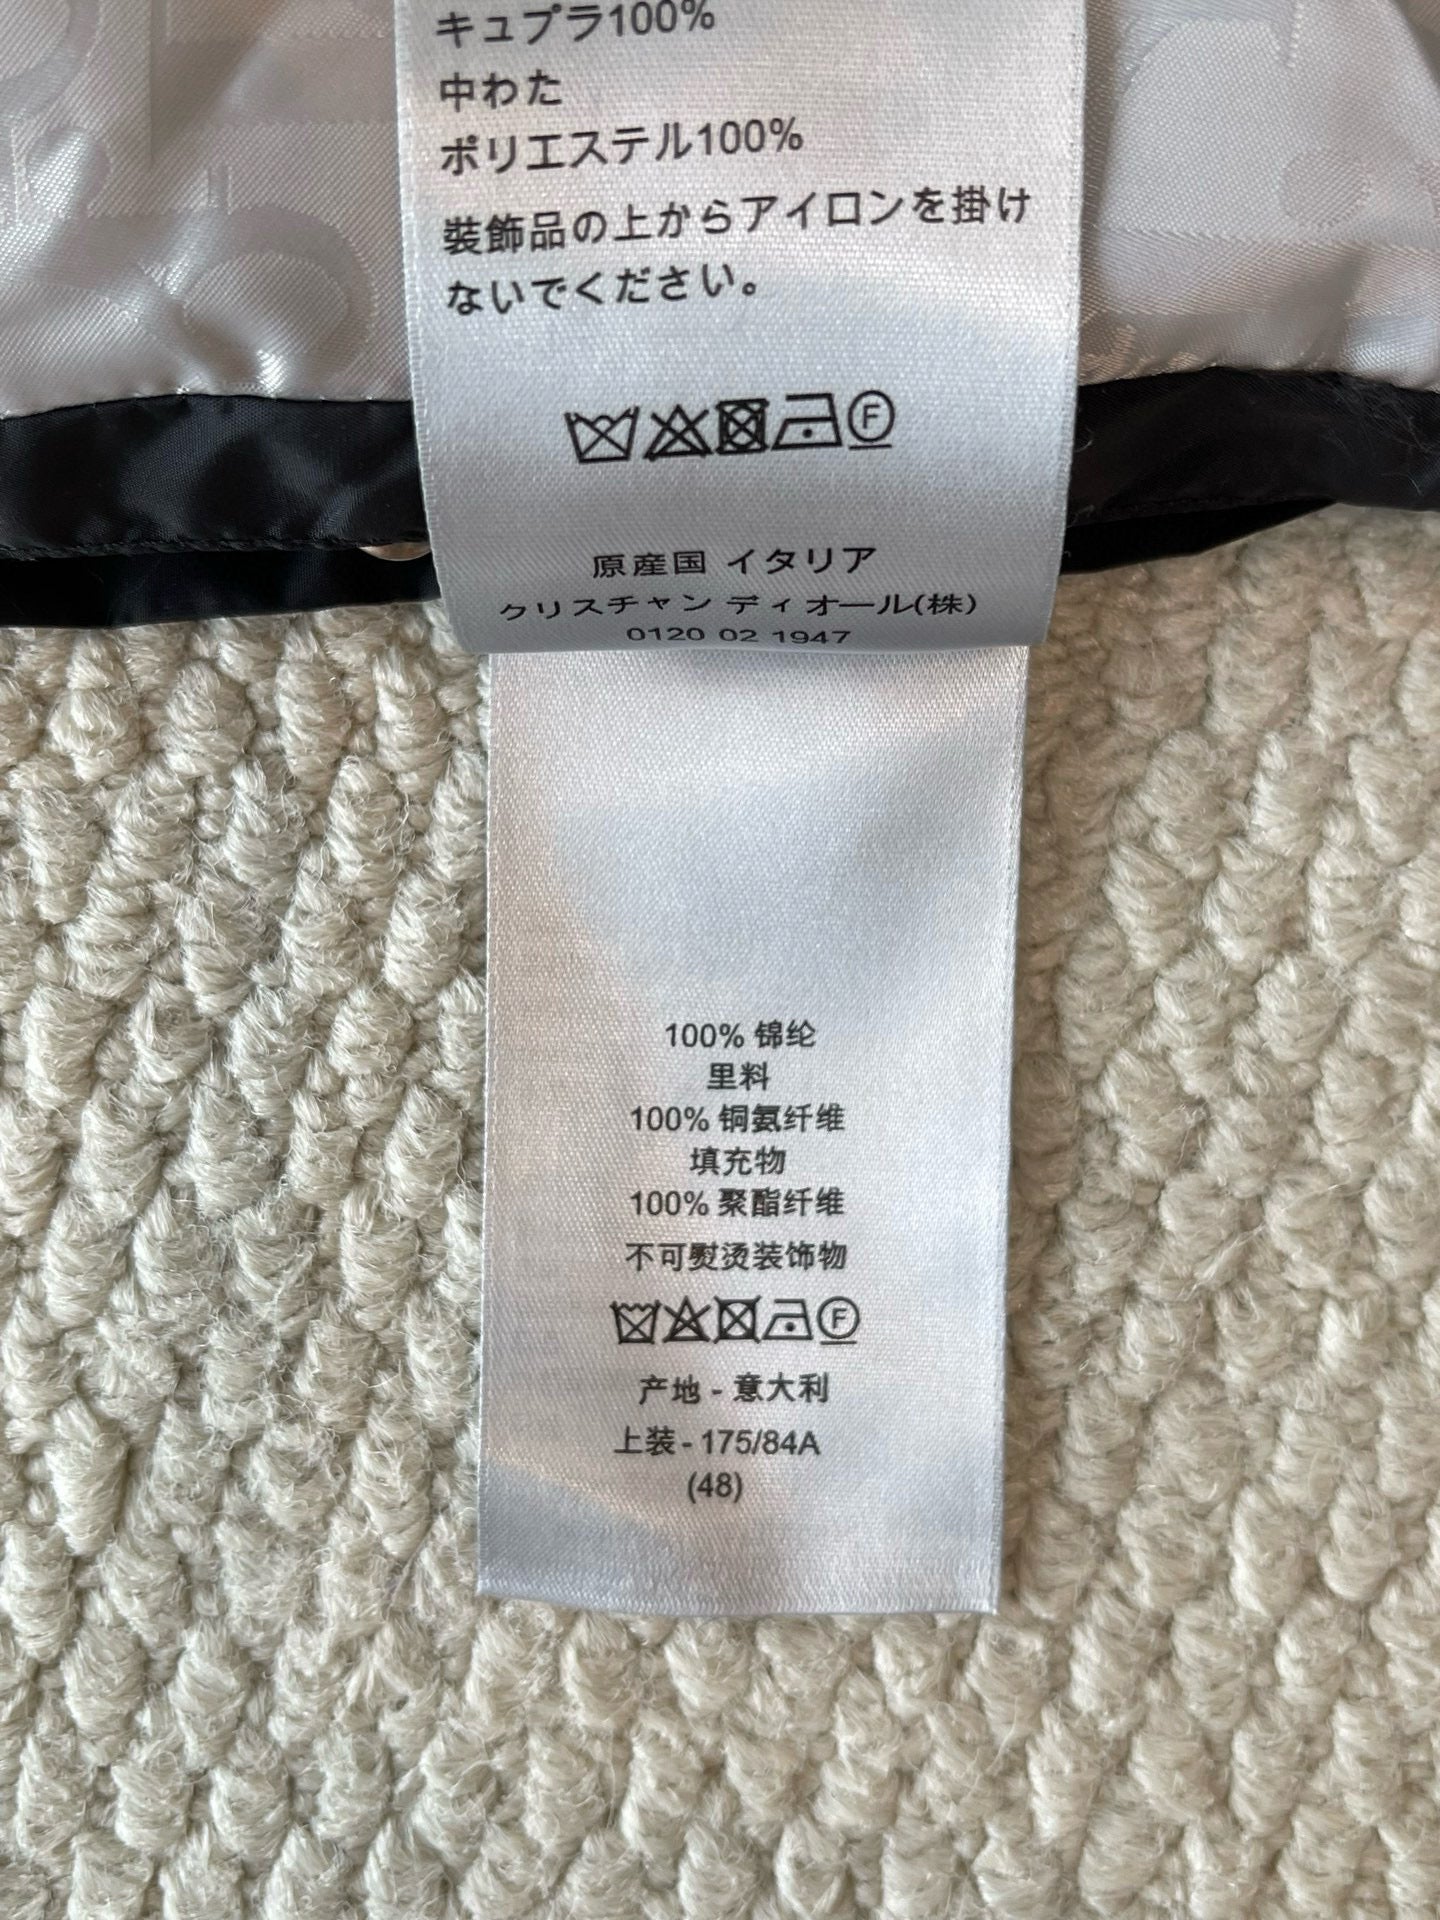 キュプラ100%
中わた
ポリエステル100%
装飾品の上からアイロンを掛け
ないでください。
F
原産国 イタリア
クリスチャン ディオール(株)
0120 02 1947
100% 锦纶
里料
100% 铜氨纤维
填充物
100% 聚酯纤维
不可熨烫装饰物
F
产地 - 意大利
上装 - 175/84A
(48)